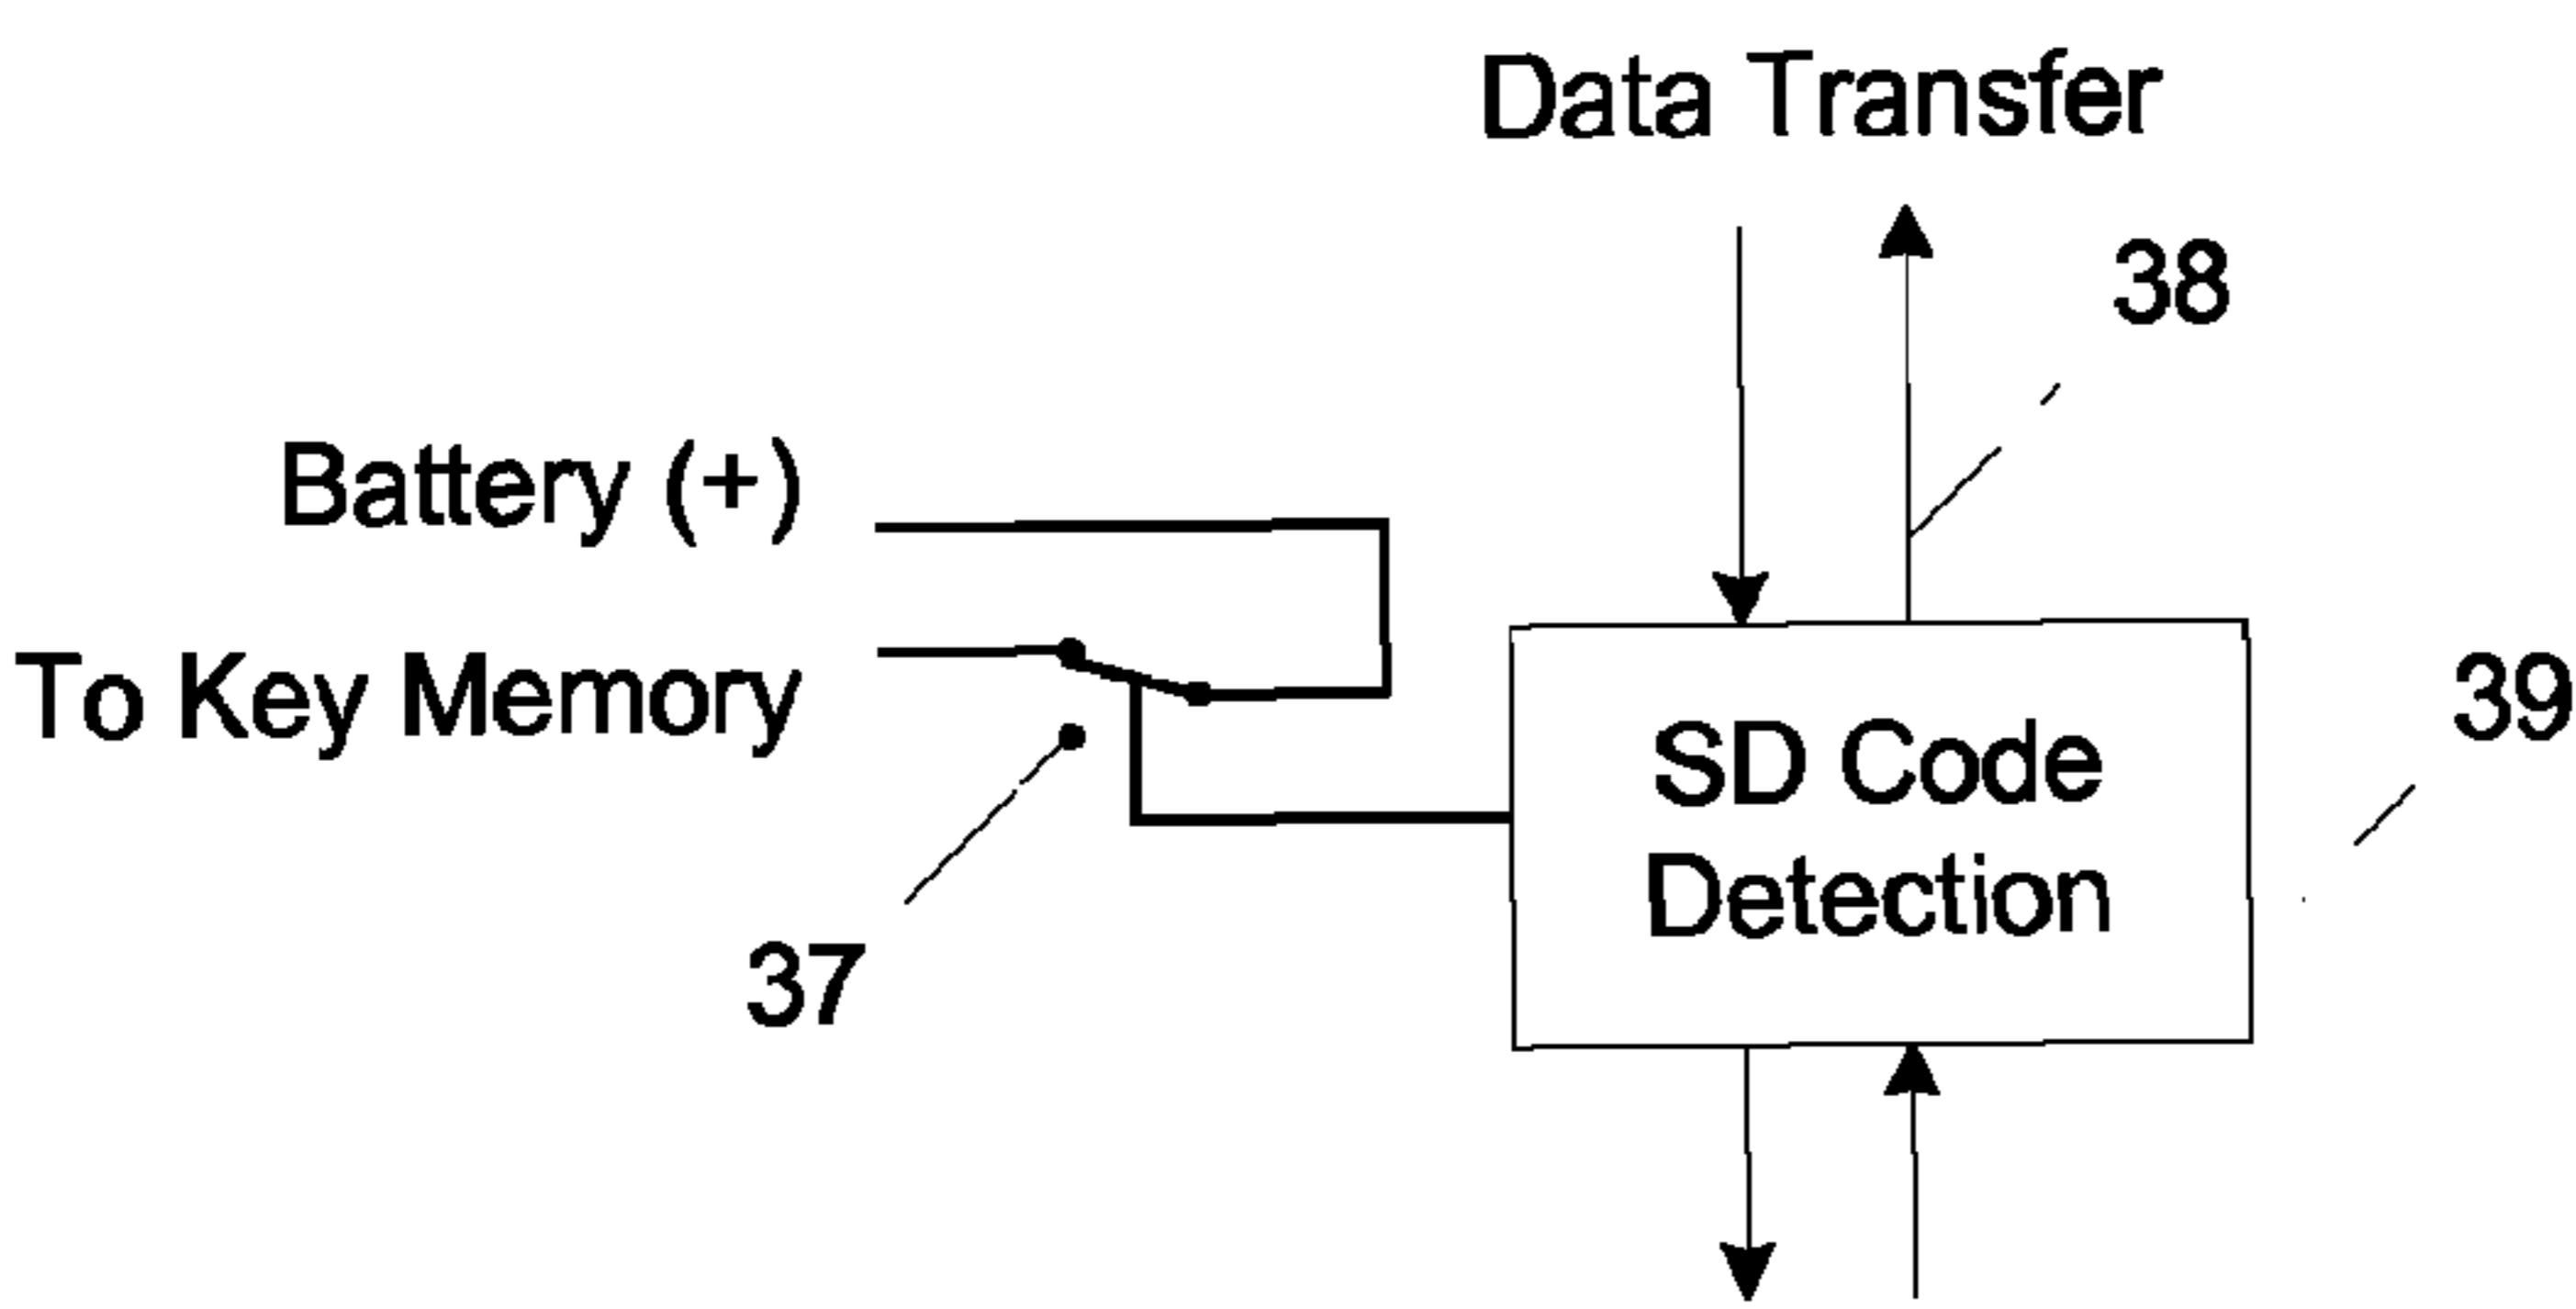 Data Transfer
38
Battery (+)
To Key Memory
39
SD Code
Detection
37